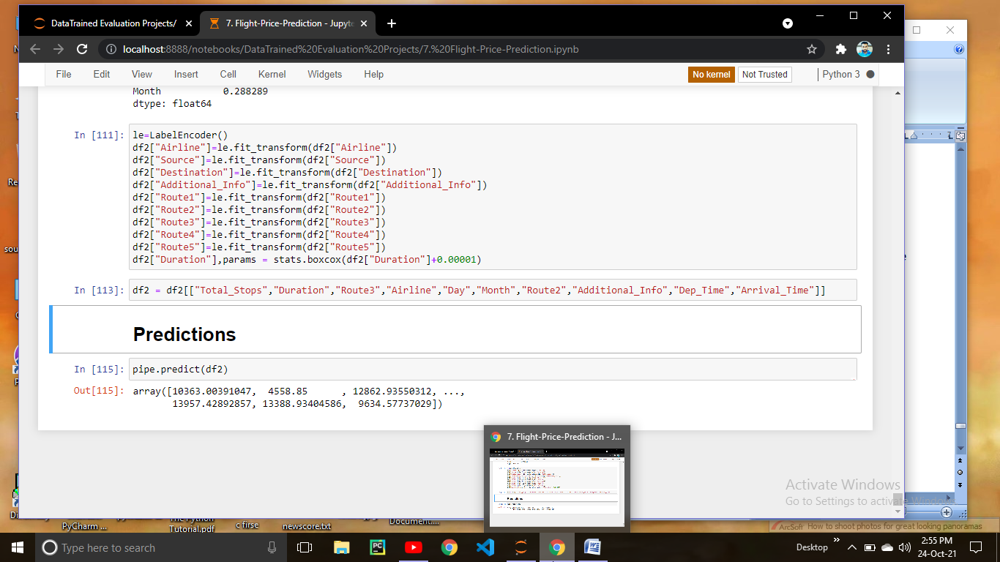 DataTrained Evaluation Projects/
7. Flight-Price-Prediction - Jupyte
localhost:8888/notebooks/DataTrained%20Evaluation%20Projects/7.%20Flight-Price-Prediction.ipynb
File Edit View Insert Cell Kernel Widgets Help
No kernel Not Trusted Python 3
Month 0.288289
dtype: float64
In [111]: le=LabelEncoder()
df2["Airline"]=le.fit_transform(df2["Airline"])
df2["Source"]=le.fit_transform(df2["Source"])
df2["Destination"]=le.fit_transform(df2["Destination"])
df2["Additional_Info"]=le.fit_transform(df2["Additional_Info"])
df2["Route1"]=le.fit_transform(df2["Route1"])
df2["Route2"]=le.fit_transform(df2["Route2"])
df2["Route3"]=le.fit_transform(df2["Route3"])
df2["Route4"]=le.fit_transform(df2["Route4"])
df2["Route5"]=le.fit_transform(df2["Route5"])
df2["Duration"],params = stats.boxcox(df2["Duration"]+0.00001)
In [113]: df2 = df2[["Total_Stops","Duration","Route3","Airline","Day","Month","Route2","Additional_Info","Dep_Time","Arrival_Time"]]
Predictions
In [115]: pipe.predict(df2)
Out[115]: array([10363.00391047, 4558.85 , 12862.93550312, ...,
13957.42892857, 13388.93404586, 9634.57737029])
7. Flight-Price-Prediction - J...
Activate Windows
Go to Settings to activate Windows.
PyCharm ...
Tutorial.pdf
c firse
newscore.txt
Document....
ArcSoft How to shoot photos for great looking panoramas
Type here to search
Desktop
2:55 PM
24-Oct-21